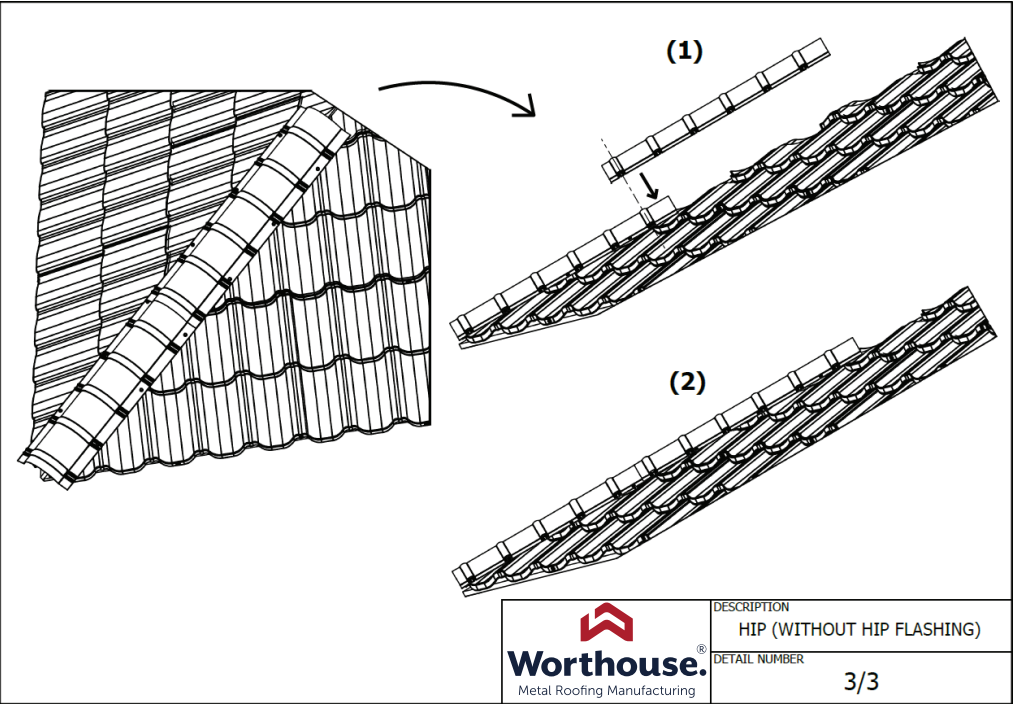 (1)
(2)
Worthouse.®
Metal Roofing Manufacturing
DESCRIPTION
HIP (WITHOUT HIP FLASHING)
DETAIL NUMBER
3/3